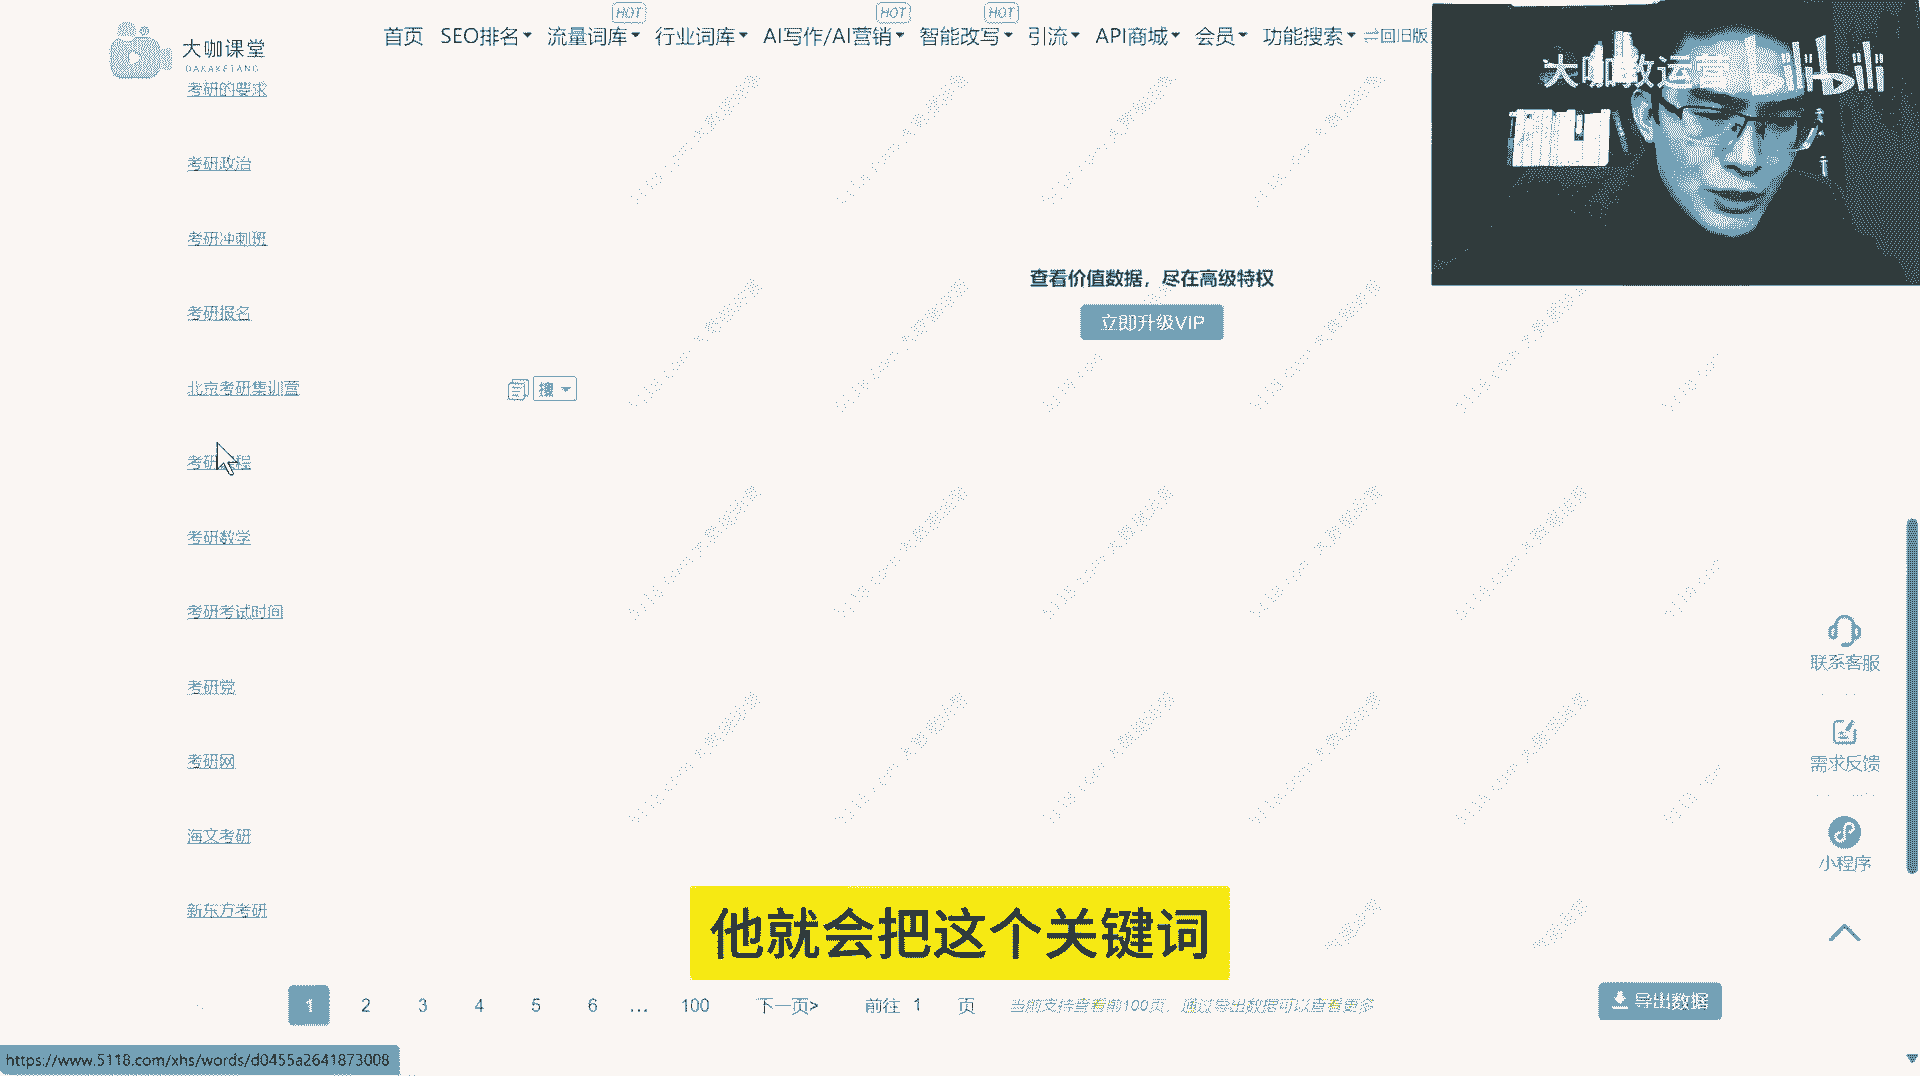 大咖课堂
DAKAKETANG
首页 SEO排名 流量词库 HOT 行业词库 AI写作/AI营销 HOT 智能改写 HOT 引流 API商城 会员 功能搜索 回旧版
大咖教运营 bilibili
考研的要求
考研政治
考研冲刺班
查看价值数据，尽在高级特权
立即升级VIP
考研报名
北京考研集训营
搜
考研 程
考研数学
考研考试时间
考研党
考研网
海文考研
新东方考研
联系客服
需求反馈
小程序
他就会把这个关键词
1 2 3 4 5 6 ... 100 下一页> 前往 1 页 当前支持查看前100页，通过导出数据可以查看更多
导出数据
https://www.5118.com/xhs/words/d0455a2641873008